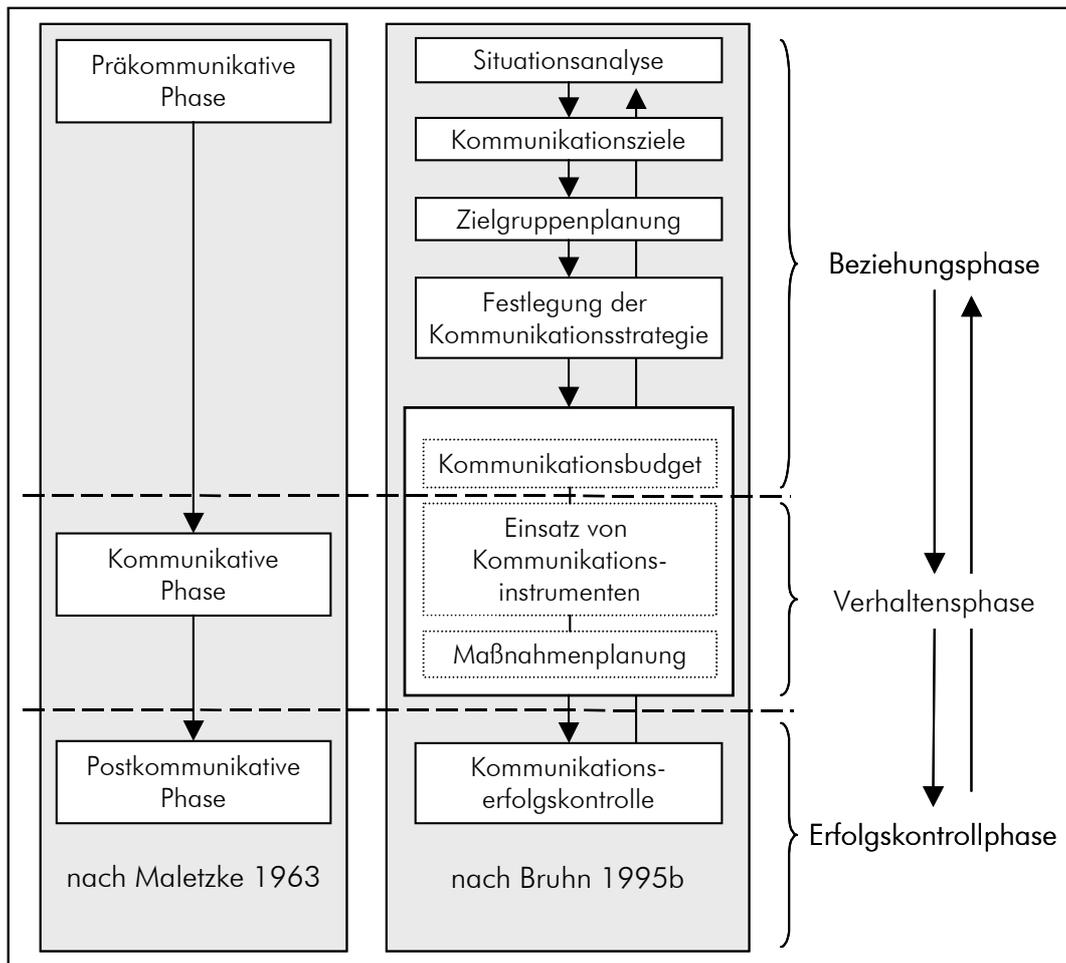 Präkommunikative
Phase
Kommunikative
Phase
Postkommunikative
Phase
nach Maletzke 1963
Situationsanalyse
Kommunikationsziele
Zielgruppenplanung
Festlegung der
Kommunikationsstrategie
Kommunikationsbudget
Einsatz von
Kommunikations-
instrumenten
Maßnahmenplanung
Kommunikations-
erfolgskontrolle
nach Bruhn 1995b
Beziehungsphase
Verhaltensphase
Erfolgskontrollphase